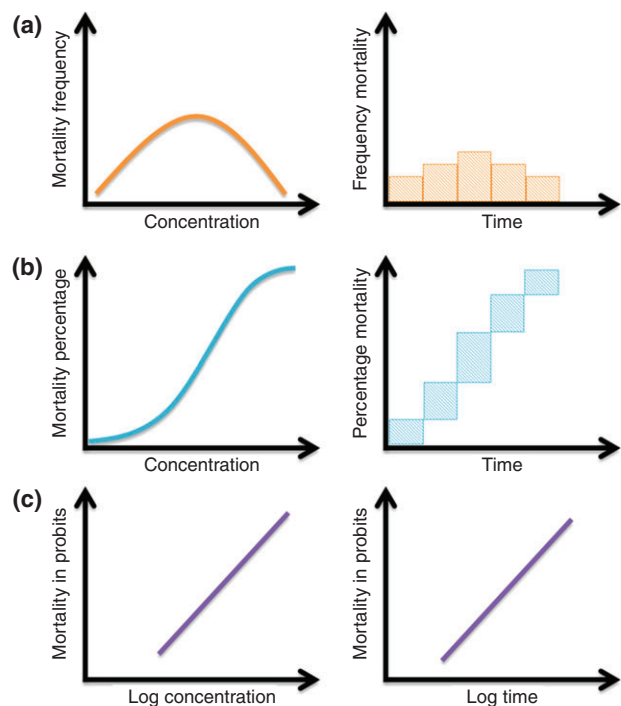 (a)
Mortality frequency
Concentration
Frequency mortality
Time
(b)
Mortality percentage
Concentration
Percentage mortality
Time
(c)
Mortality in probits
Log concentration
Mortality in probits
Log time